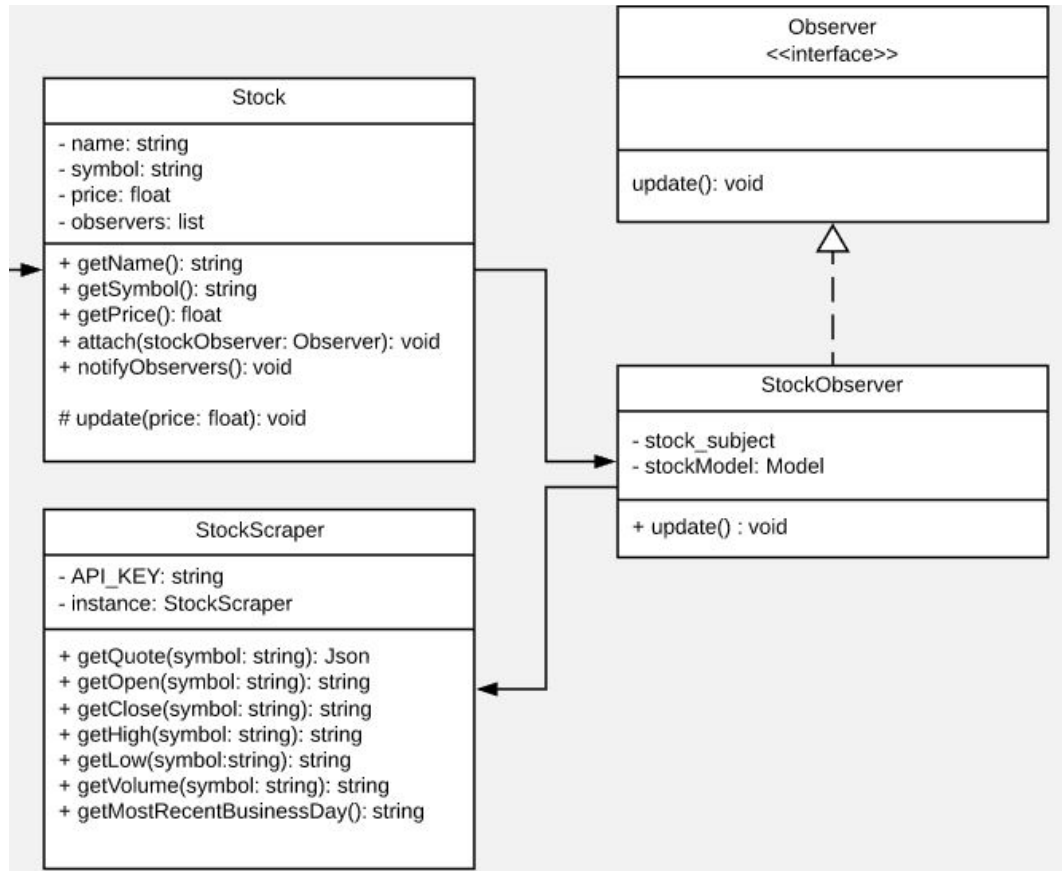 Observer
<<interface>>
update(): void
Stock
- name: string
- symbol: string
- price: float
- observers: list
+ getName(): string
+ getSymbol(): string
+ getPrice(): float
+ attach(stockObserver: Observer): void
+ notifyObservers(): void
# update(price: float): void
StockObserver
- stock_subject
- stockModel: Model
+ update() : void
StockScraper
- API_KEY: string
- instance: StockScraper
+ getQuote(symbol: string): Json
+ getOpen(symbol: string): string
+ getClose(symbol: string): string
+ getHigh(symbol: string): string
+ getLow(symbol:string): string
+ getVolume(symbol: string): string
+ getMostRecentBusinessDay(): string